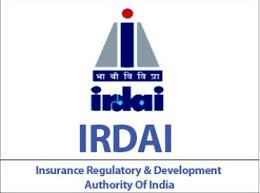 भा बी वि वि प्रा
irdai
IRDAI
Insurance Regulatory & Development
Authority Of India